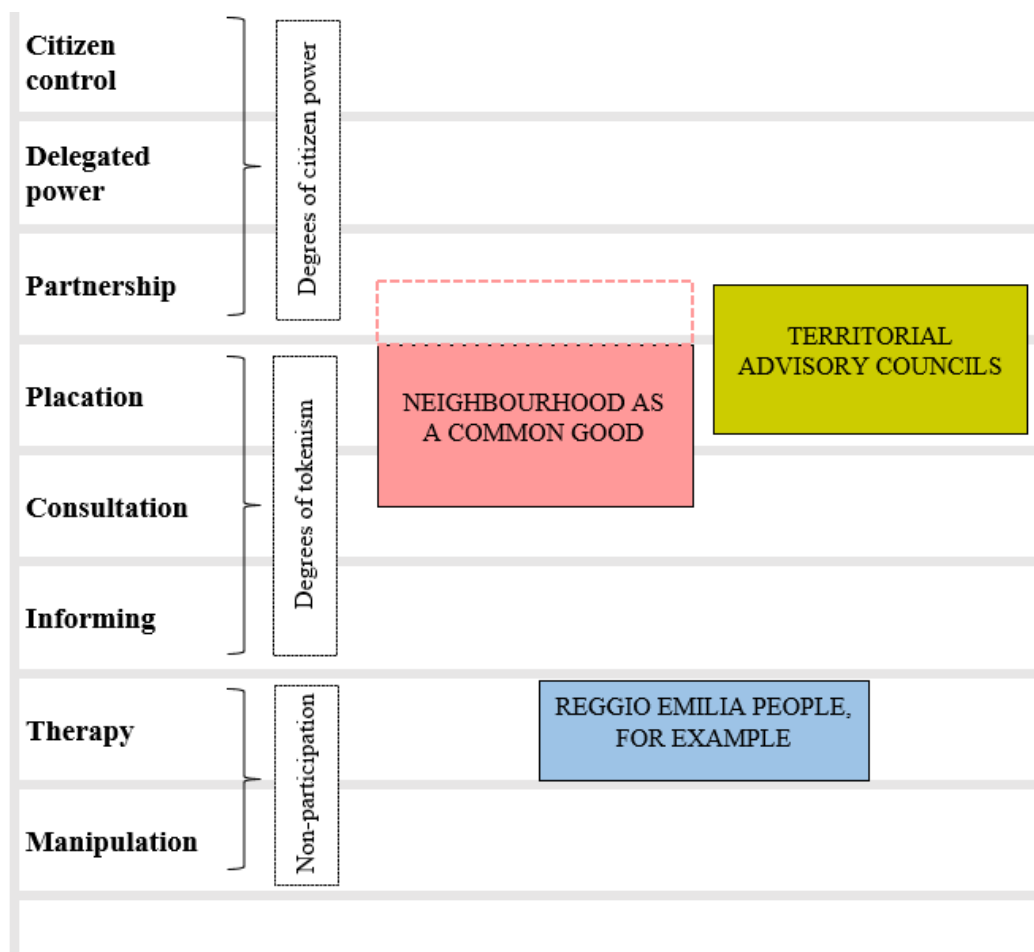 Citizen
control
Delegated
power
Partnership
Placation
Consultation
Informing
Therapy
Manipulation
Degrees of citizen power
Degrees of tokenism
Non-participation
NEIGHBOURHOOD AS
A COMMON GOOD
TERRITORIAL
ADVISORY COUNCILS
REGGIO EMILIA PEOPLE,
FOR EXAMPLE